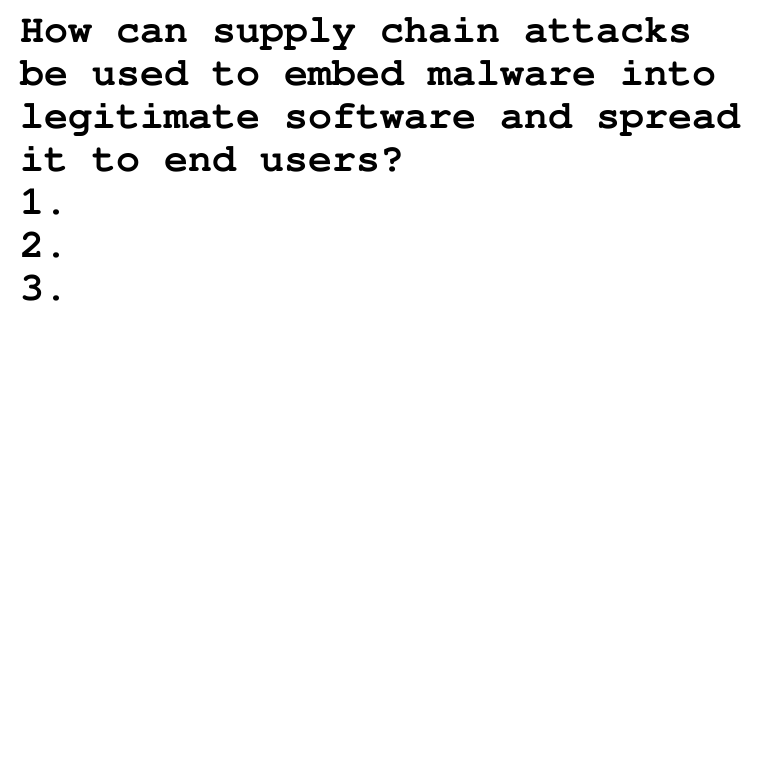 How can supply chain attacks
be used to embed malware into
legitimate software and spread
it to end users?
1.
2.
3.